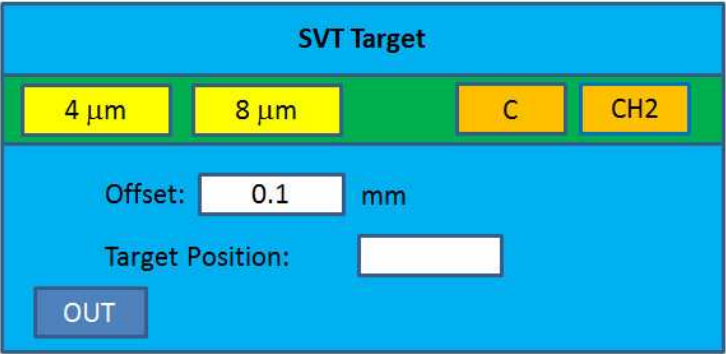 SVT Target
4 μm 8 μm C CH2
Offset: 0.1 mm
Target Position:
OUT